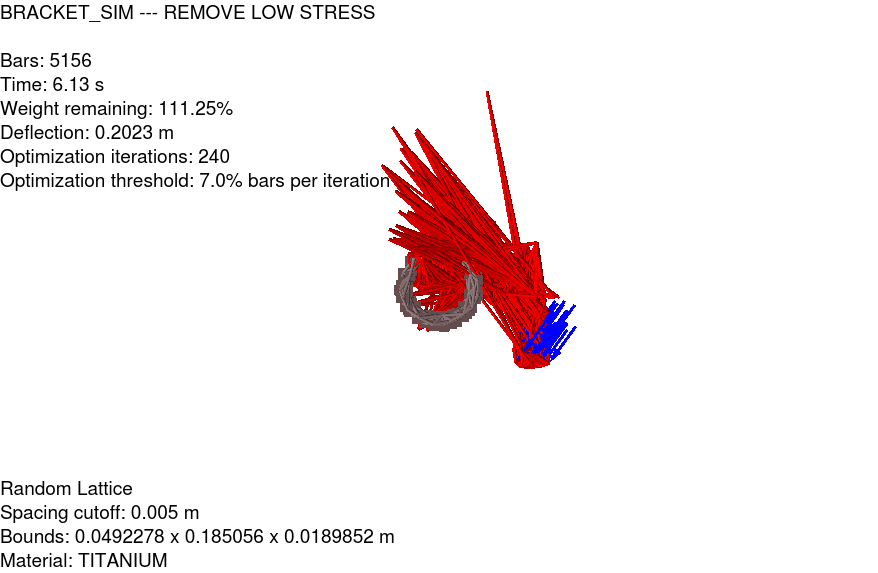 BRACKET_SIM --- REMOVE LOW STRESS
Bars: 5156
Time: 6.13 s
Weight remaining: 111.25%
Deflection: 0.2023 m
Optimization iterations: 240
Optimization threshold: 7.0% bars per iteration
Random Lattice
Spacing cutoff: 0.005 m
Bounds: 0.0492278 x 0.185056 x 0.0189852 m
Material: TITANIUM